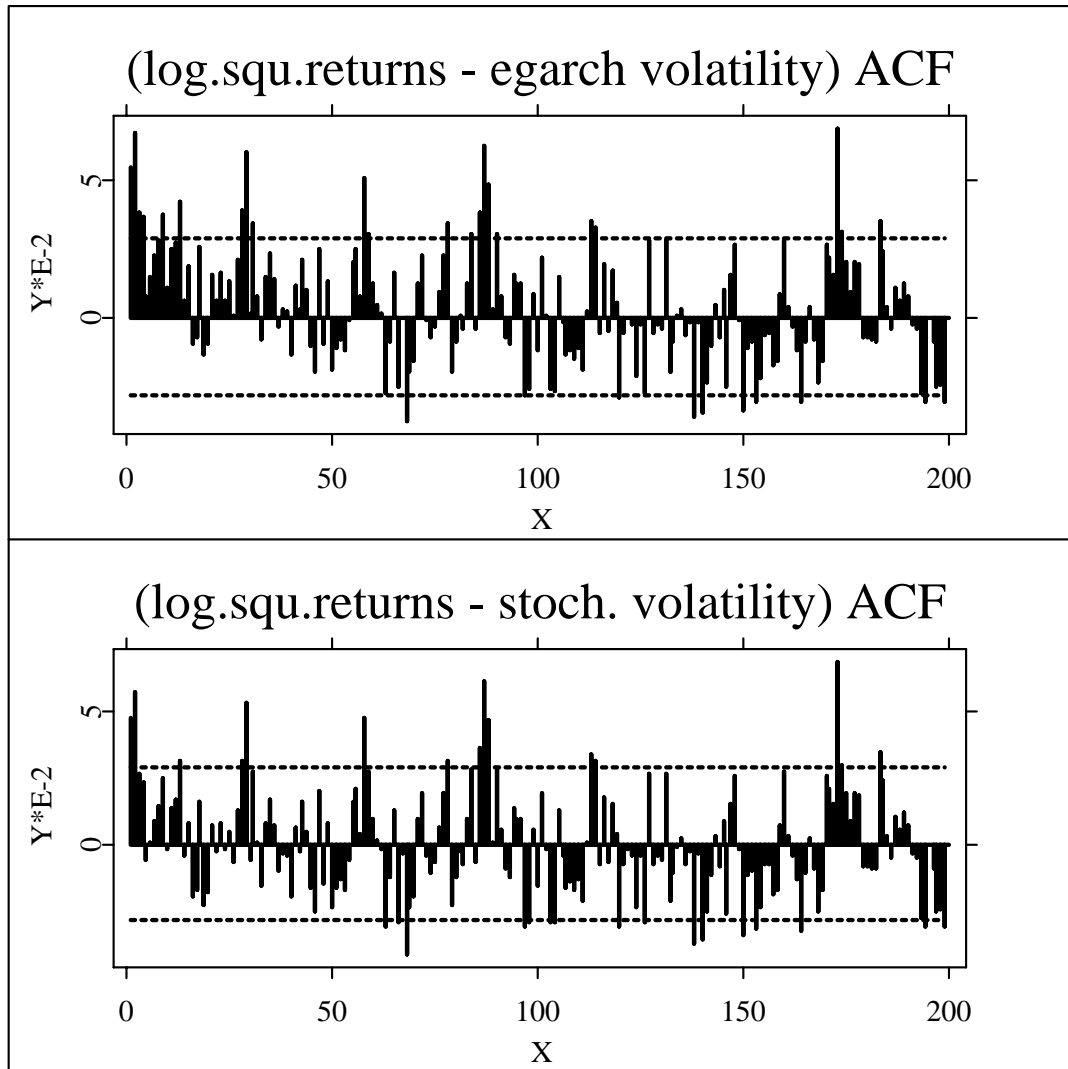 (log.squ.returns - egarch volatility) ACF
5
0
Y*E-2
0 50 100 150 200
X
(log.squ.returns - stoch. volatility) ACF
5
0
Y*E-2
0 50 100 150 200
X